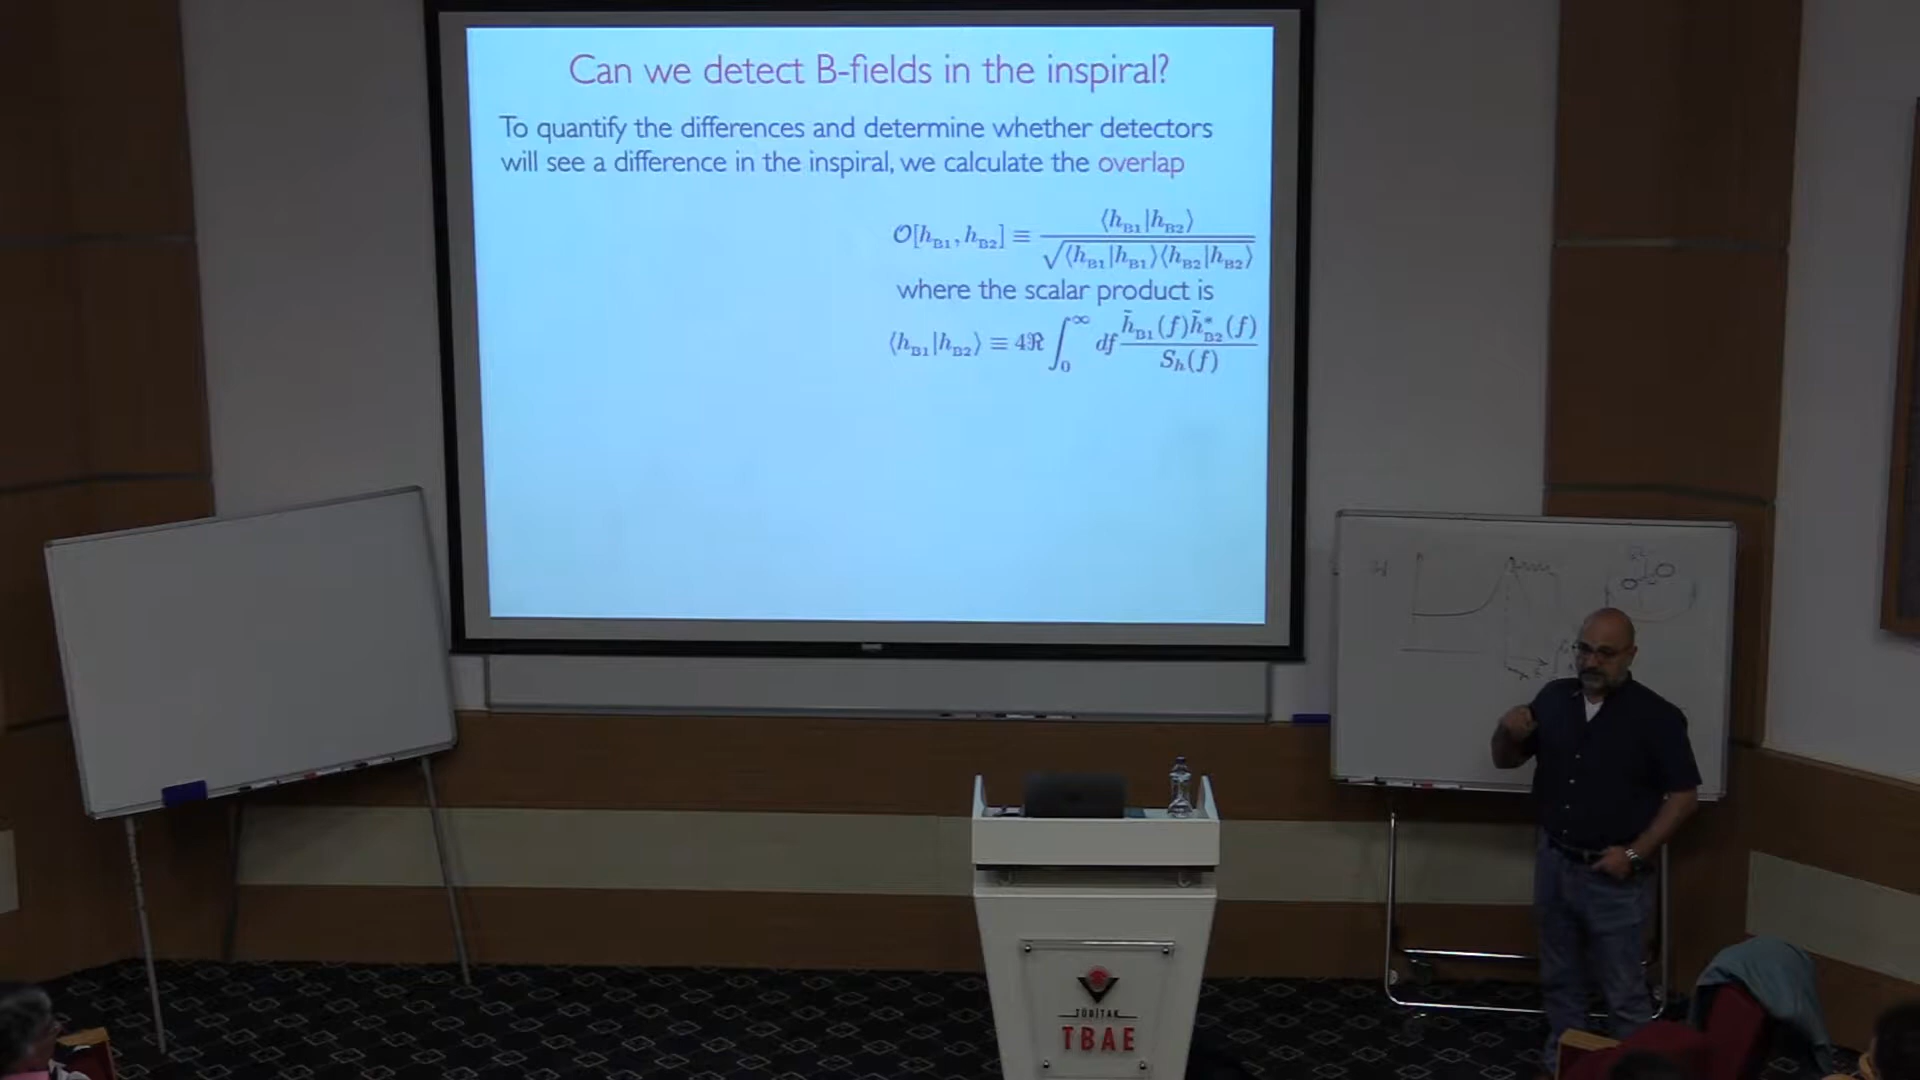 Can we detect B-fields in the inspiral?
To quantify the differences and determine whether detectors
will see a difference in the inspiral, we calculate the overlap
𝒪[h_B1, h_B2] ≡ ⟨h_B1|h_B2⟩ / √(⟨h_B1|h_B1⟩⟨h_B2|h_B2⟩)
where the scalar product is
⟨h_B1|h_B2⟩ ≡ 4ℜ ∫_0^∞ df h̃_B1(f) h̃*_B2(f) / S_h(f)
TÜBİTAK
TBAE